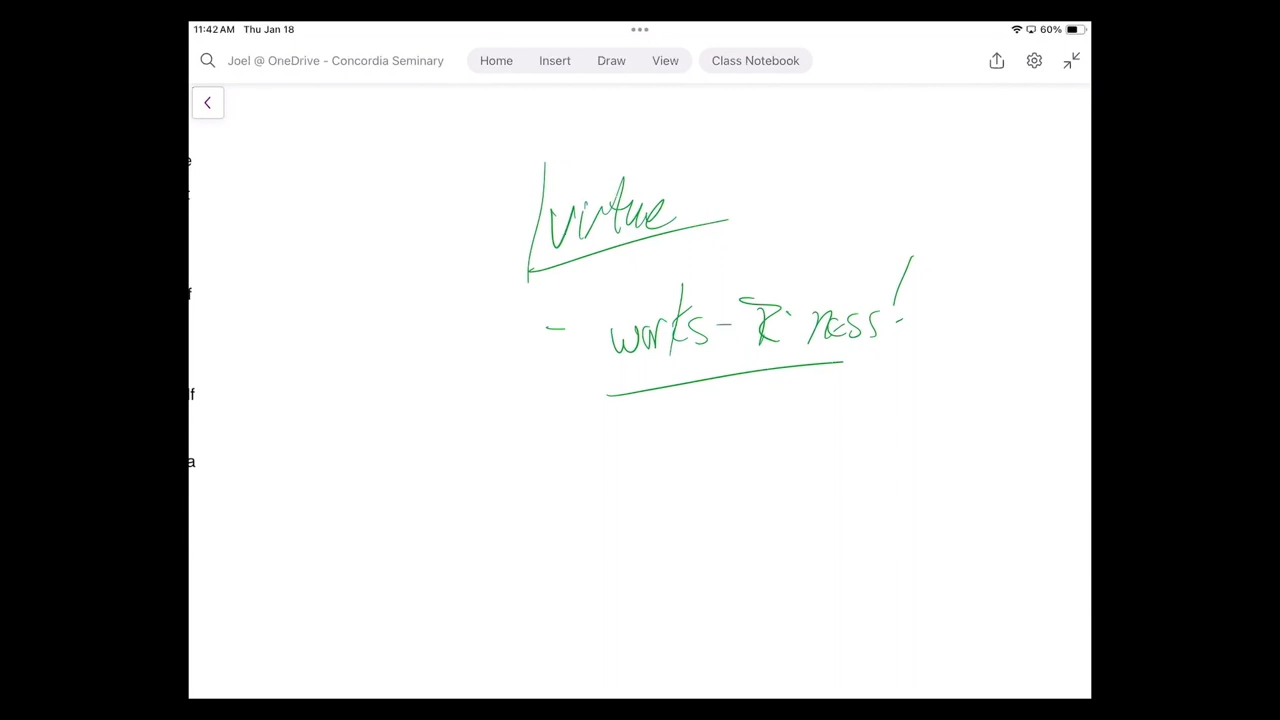 11:42 AM Thu Jan 18 60%
Joel @ OneDrive - Concordia Seminary Home Insert Draw View Class Notebook
e
f
lf
a
virtue
- works-R'ness!